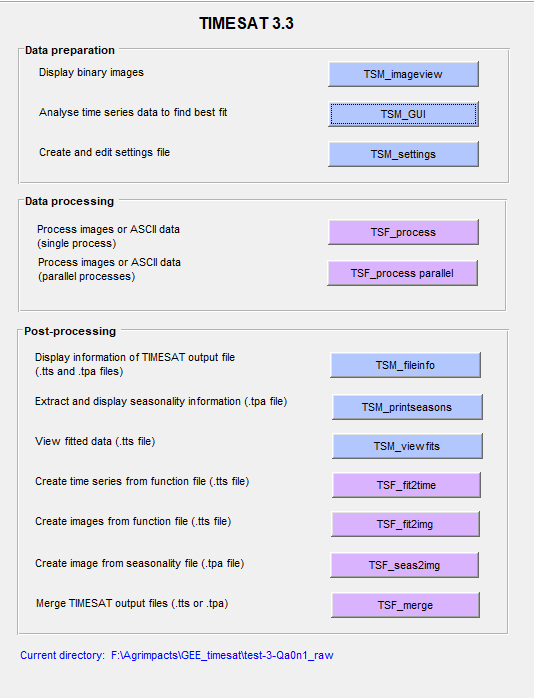 TIMESAT 3.3
Data preparation
Display binary images TSM_imageview
Analyse time series data to find best fit TSM_GUI
Create and edit settings file TSM_settings
Data processing
Process images or ASCII data
(single process) TSF_process
Process images or ASCII data
(parallel processes) TSF_process parallel
Post-processing
Display information of TIMESAT output file
(.tts and .tpa files) TSM_fileinfo
Extract and display seasonality information (.tpa file) TSM_printseasons
View fitted data (.tts file) TSM_viewfits
Create time series from function file (.tts file) TSF_fit2time
Create images from function file (.tts file) TSF_fit2img
Create image from seasonality file (.tpa file) TSF_seas2img
Merge TIMESAT output files (.tts or .tpa) TSF_merge
Current directory: F:\Agrimpacts\GEE_timesat\test-3-Qa0n1_raw